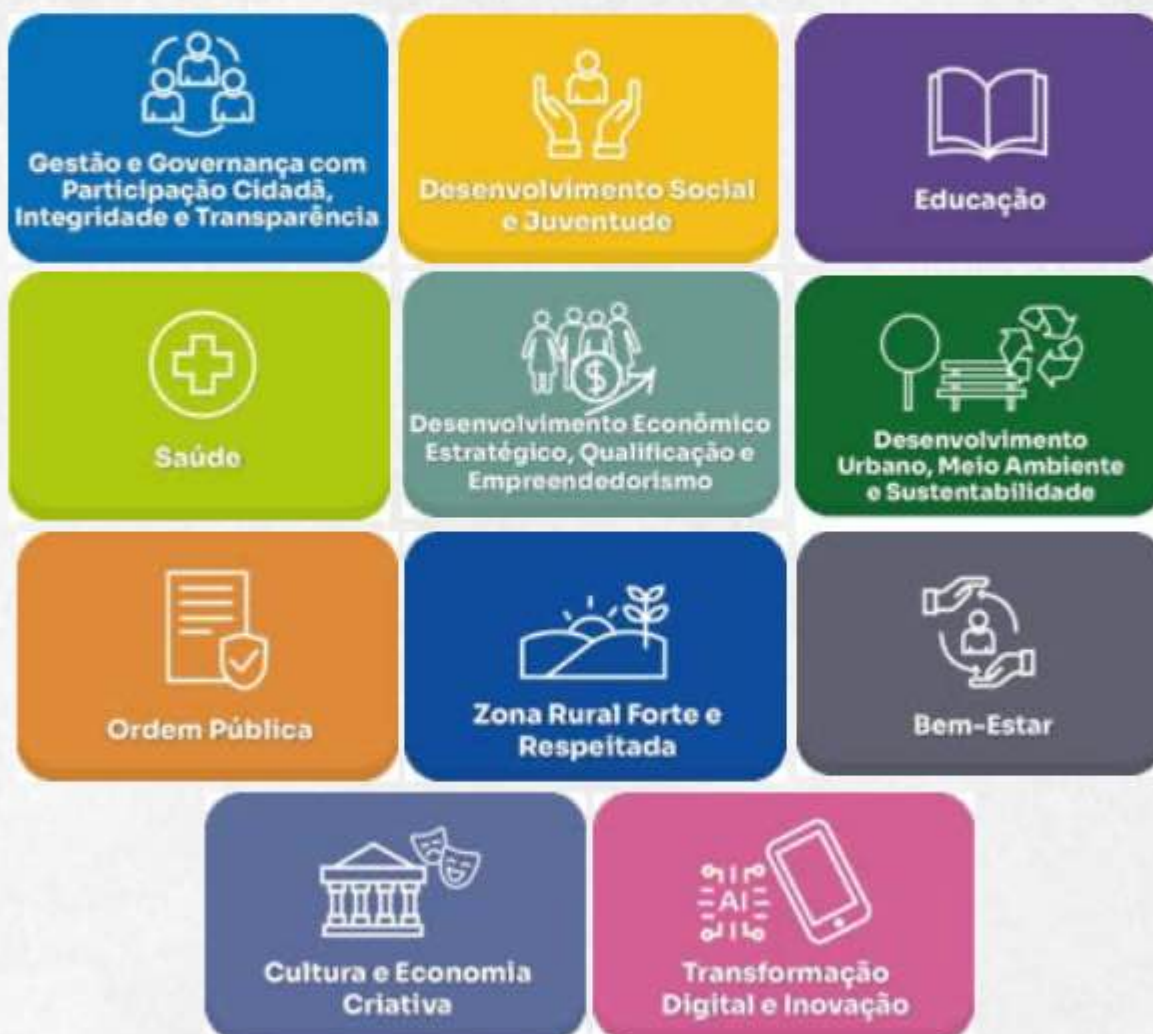 Gestão e Governança com
Participação Cidadã,
Integridade e Transparência
Desenvolvimento Social
e Juventude
Educação
Saúde
$
Desenvolvimento Econômico
Estratégico, Qualificação e
Empreendedorismo
Desenvolvimento
Urbano, Meio Ambiente
e Sustentabilidade
Ordem Pública
Zona Rural Forte e
Respeitada
Bem-Estar
Cultura e Economia
Criativa
AI
Transformação
Digital e Inovação